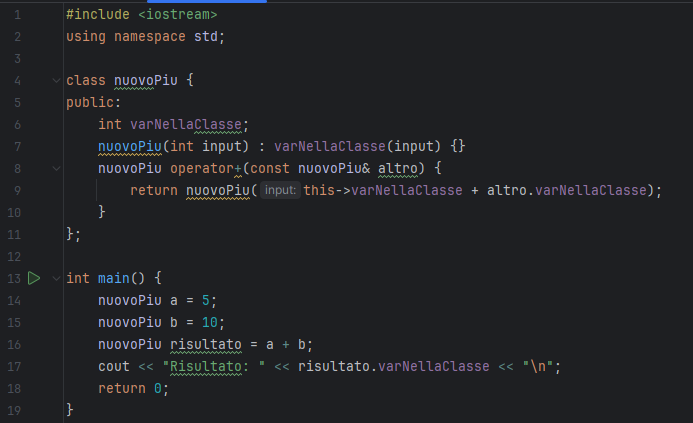 1 #include <iostream>
2 using namespace std;
3
4 class nuovoPiu {
5 public:
6     int varNellaClasse;
7     nuovoPiu(int input) : varNellaClasse(input) {}
8     nuovoPiu operator+(const nuovoPiu& altro) {
9         return nuovoPiu(input: this->varNellaClasse + altro.varNellaClasse);
10     }
11 };
12
13 int main() {
14     nuovoPiu a = 5;
15     nuovoPiu b = 10;
16     nuovoPiu risultato = a + b;
17     cout << "Risultato: " << risultato.varNellaClasse << "\n";
18     return 0;
19 }